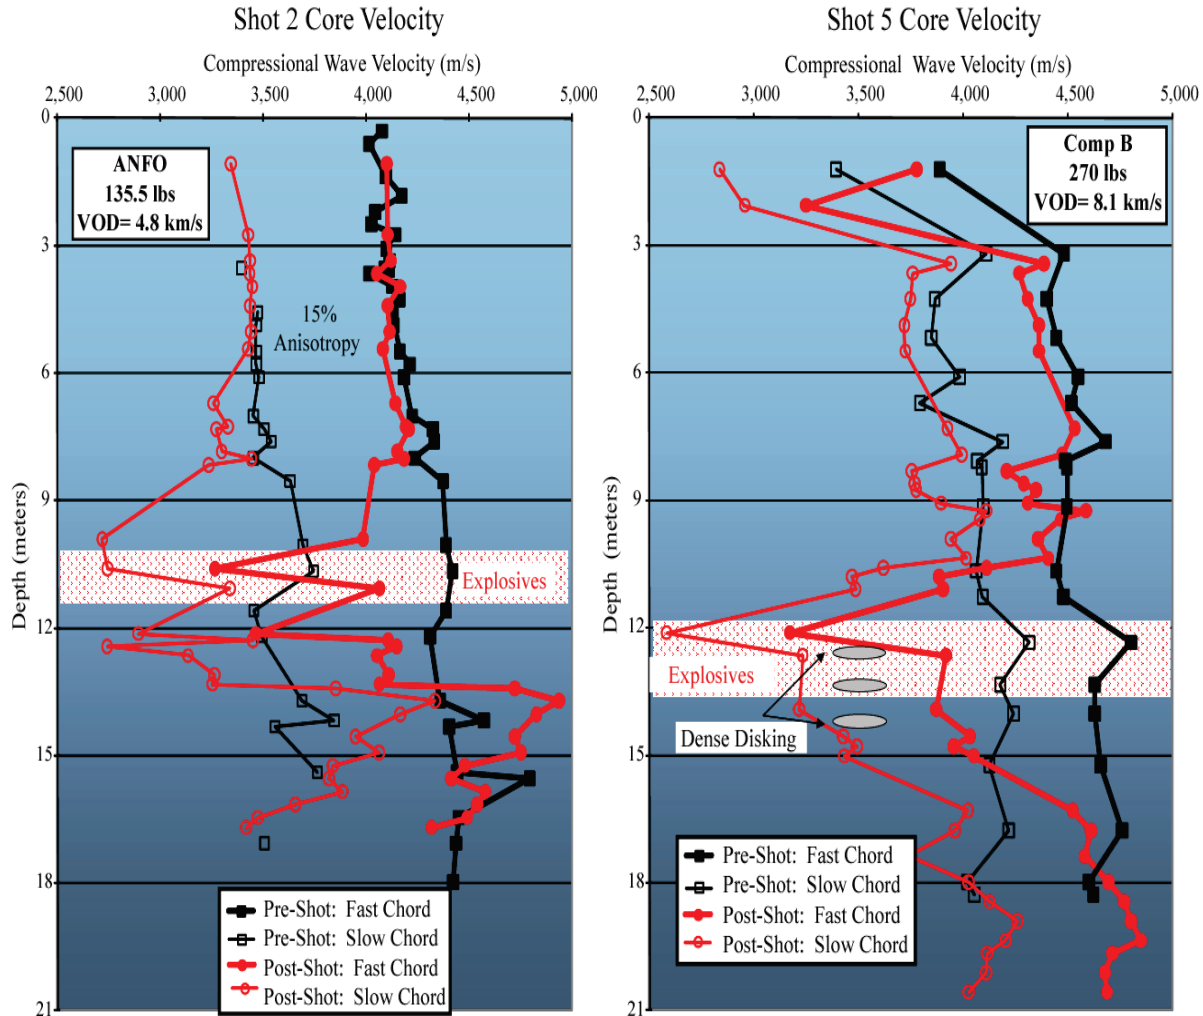 Shot 2 Core Velocity
Compressional Wave Velocity (m/s)
2,500 3,000 3,500 4,000 4,500 5,000
0
3
6
9
12
15
18
21
Depth (meters)
ANFO
135.5 lbs
VOD= 4.8 km/s
15%
Anisotropy
Explosives
Pre-Shot: Fast Chord
Pre-Shot: Slow Chord
Post-Shot: Fast Chord
Post-Shot: Slow Chord
Shot 5 Core Velocity
Compressional Wave Velocity (m/s)
2,500 3,000 3,500 4,000 4,500 5,000
0
3
6
9
12
15
18
21
Depth (meters)
Comp B
270 lbs
VOD= 8.1 km/s
Explosives
Dense Disking
Pre-Shot: Fast Chord
Pre-Shot: Slow Chord
Post-Shot: Fast Chord
Post-Shot: Slow Chord